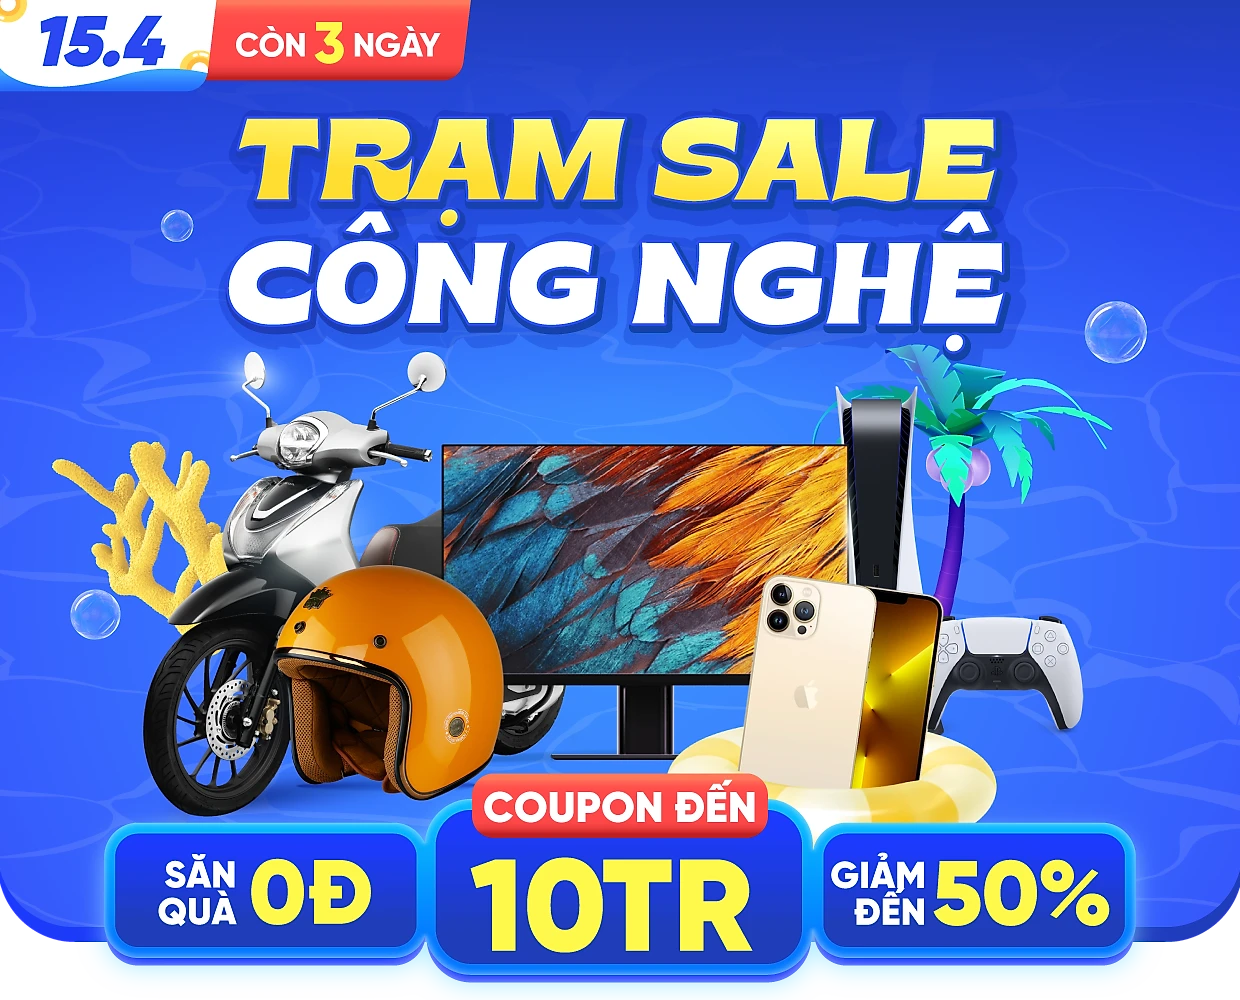 15.4
CÒN 3 NGÀY
TRẠM SALE
CÔNG NGHỆ
COUPON ĐẾN
10TR
SĂN
QUÀ 0Đ
GIẢM
ĐẾN 50%